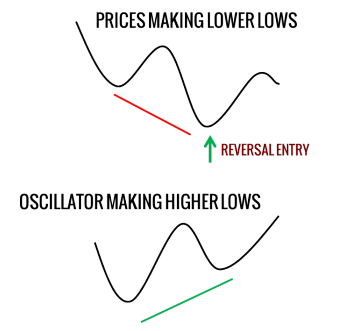 PRICES MAKING LOWER LOWS
REVERSAL ENTRY
OSCILLATOR MAKING HIGHER LOWS